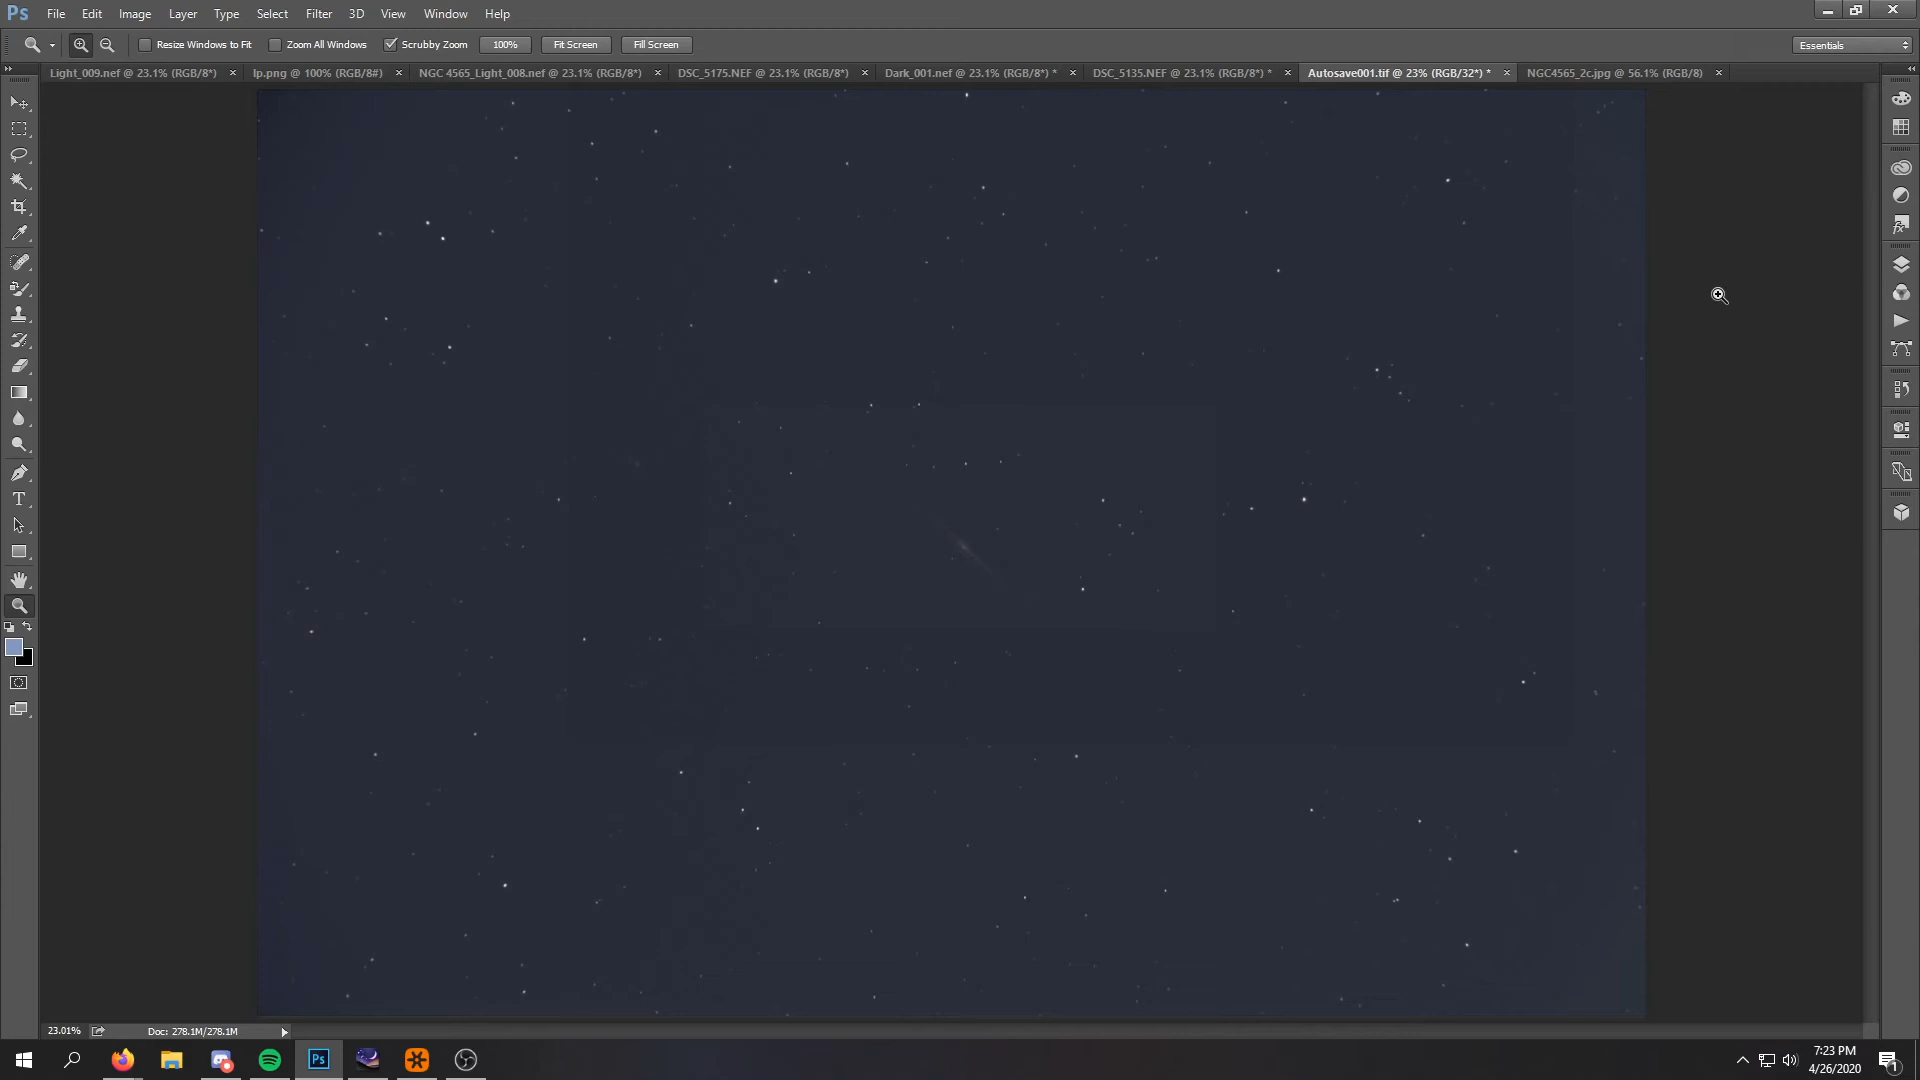 Ps File Edit Image Layer Type Select Filter 3D View Window Help
Resize Windows to Fit Zoom All Windows Scrubby Zoom 100% Fit Screen Fill Screen Essentials
Light_009.nef @ 23.1% (RGB/8*) × Ip.png @ 100% (RGB/8#) × NGC 4565_Light_008.nef @ 23.1% (RGB/8*) × DSC_5175.NEF @ 23.1% (RGB/8*) × Dark_001.nef @ 23.1% (RGB/8*) * × DSC_5135.NEF @ 23.1% (RGB/8*) * × Autosave001.tif @ 23% (RGB/32*) * × NGC4565_2c.jpg @ 56.1% (RGB/8) ×
23.01% Doc: 278.1M/278.1M
Ps
7:23 PM
4/26/2020
1